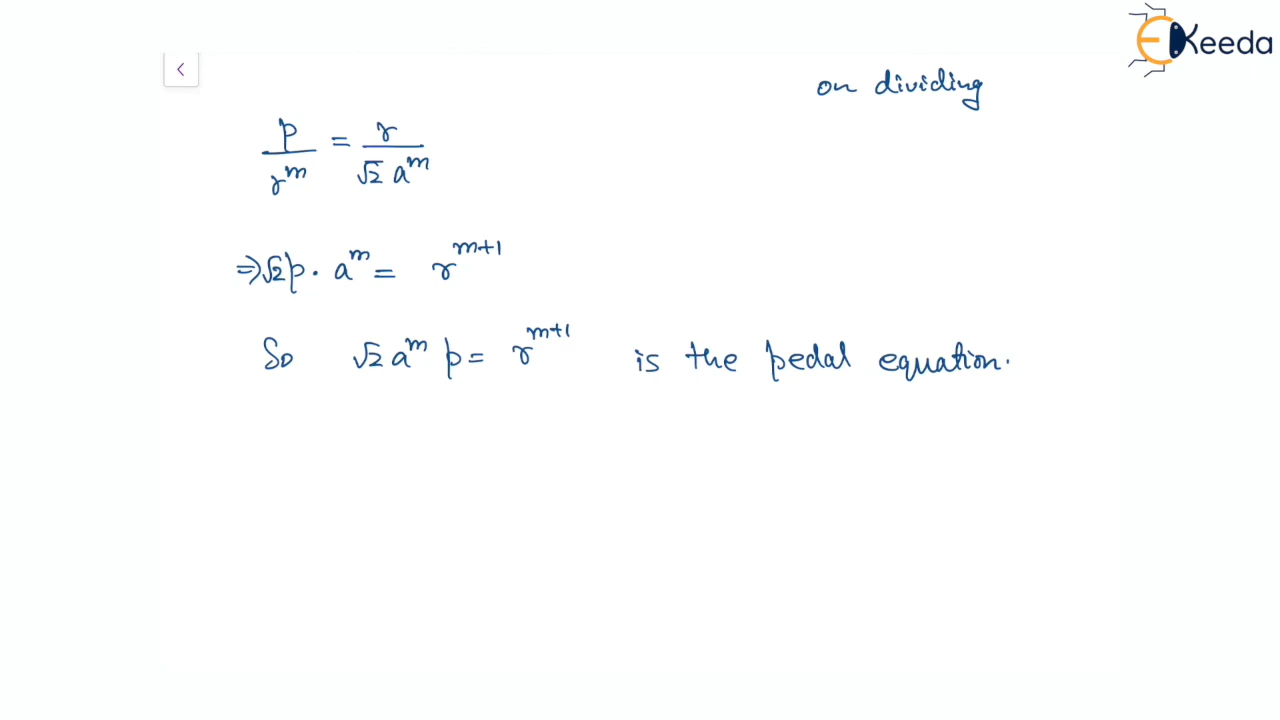 EKeeda
on dividing
p/r^m = r/√2 a^m
⇒ √2 p · a^m = r^{m+1}
So √2 a^m p = r^{m+1} is the pedal equation.